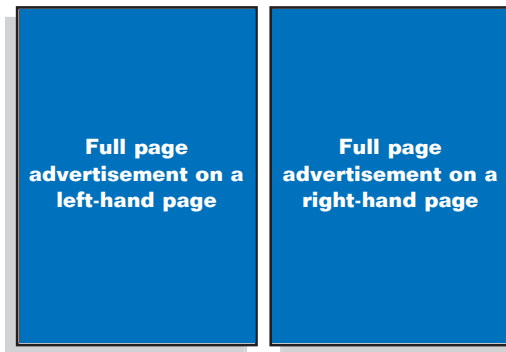 Full page
advertisement on a
left-hand page
Full page
advertisement on a
right-hand page